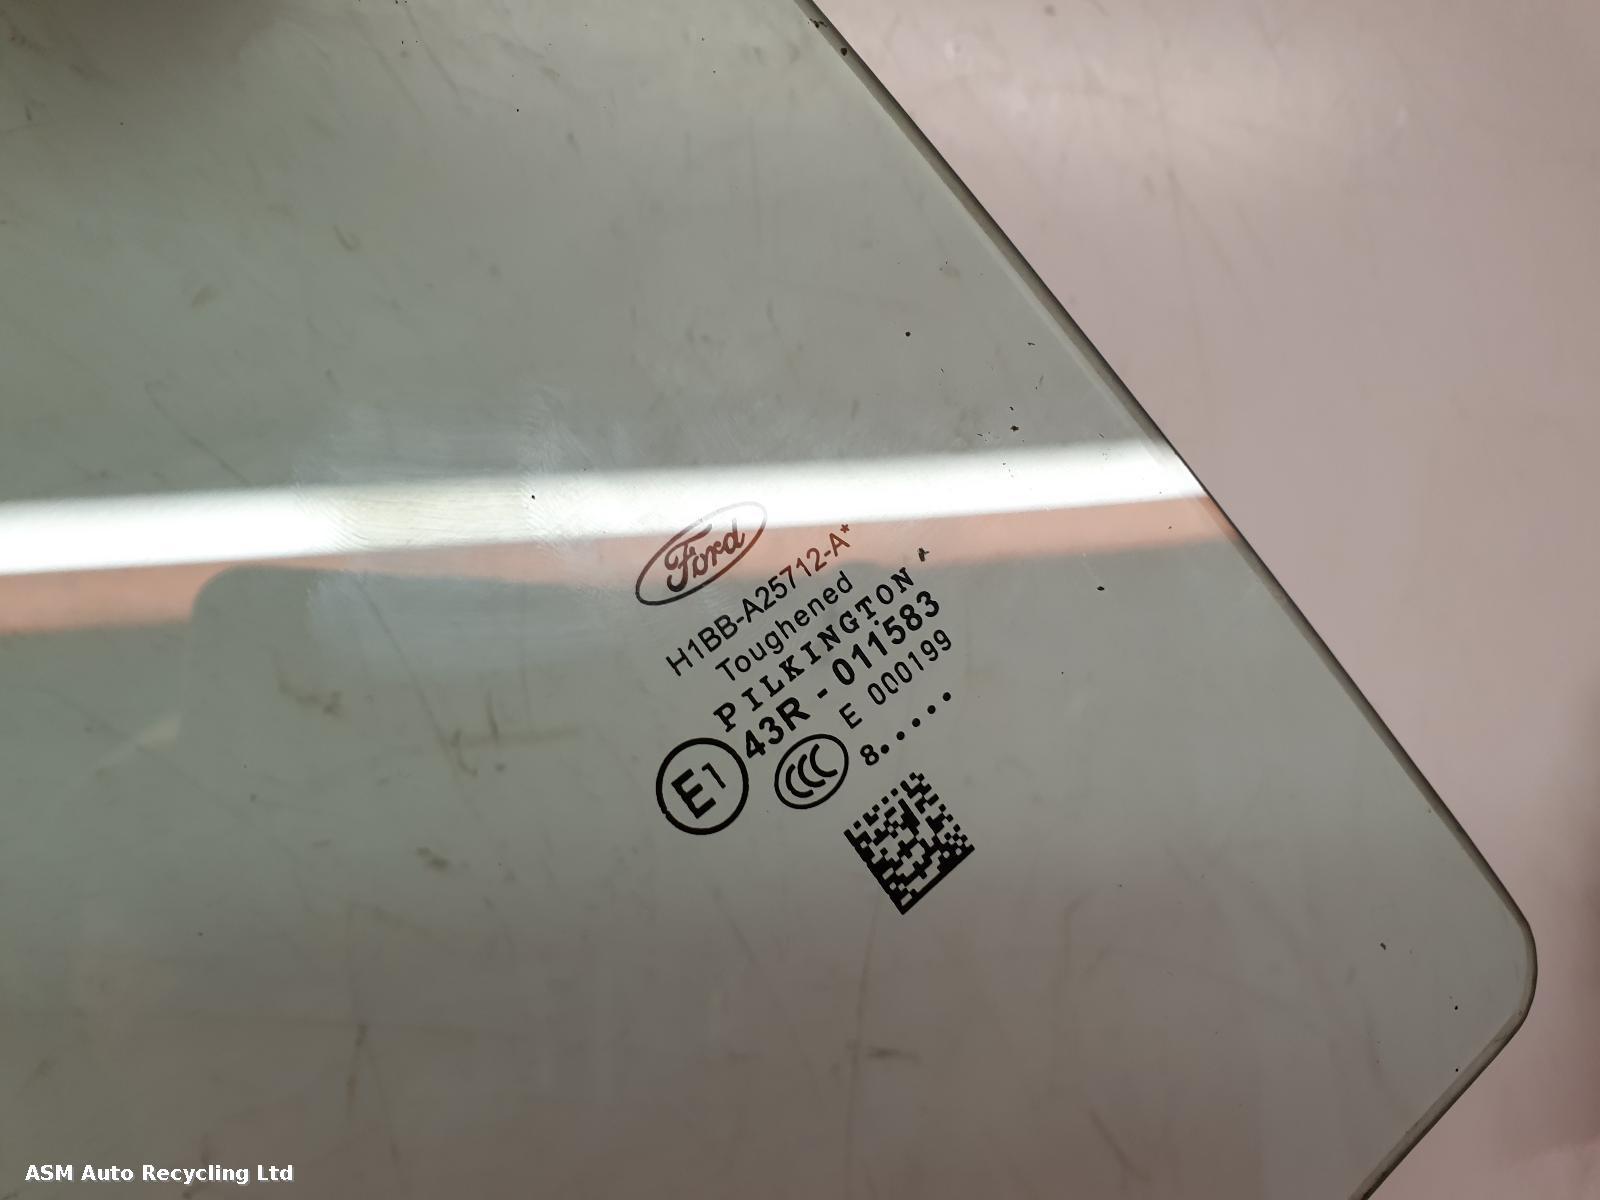 Ford
H1BB-A25712-A*
Toughened
PILKINGTON
43R - 011583
E1
CCC
E 000199
8•••••
ASM Auto Recycling Ltd